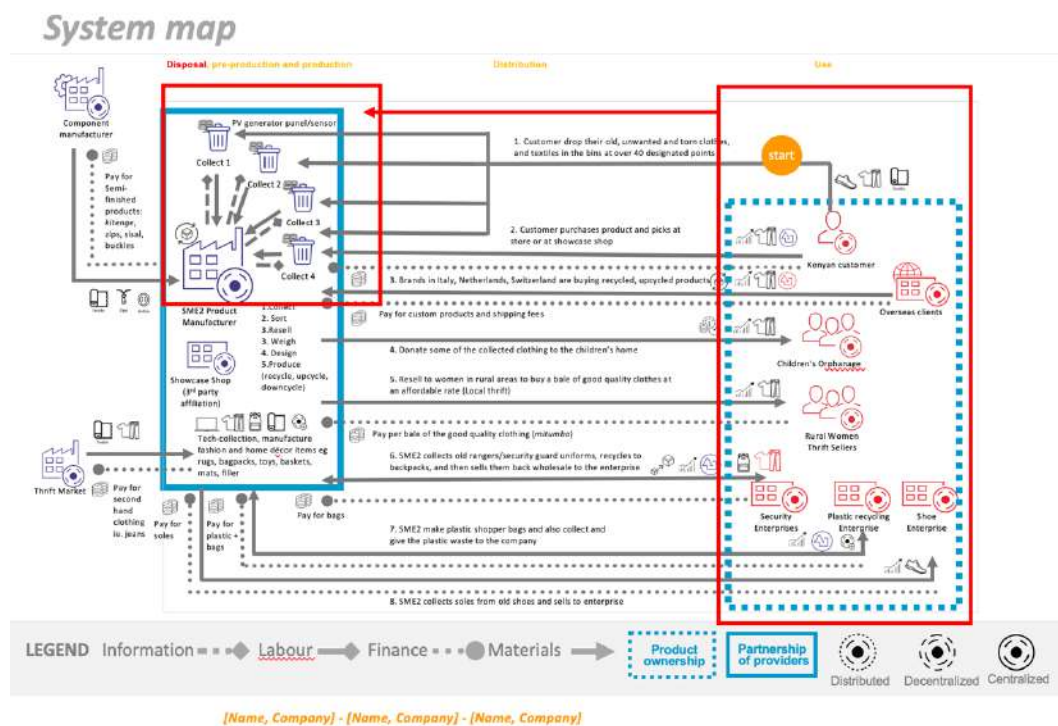 System map
Disposal, pre-production and production
Distribution
Use
Component
manufacturer
Pay for
Semi-
finished
products:
kitenge,
zips, sisal,
buckles
PV generator panel/sensor
Collect 1
Collect 2
Collect 3
Collect 4
SME2 Product
Manufacturer
1.Collect
2. Sort
3.Resell
3. Weigh
4. Design
5.Produce
(recycle, upcycle,
downcycle)
Showcase Shop
(3rd party
affiliation)
Tech-collection, manufacture
fashion and home décor items eg
rugs, bagpacks, toys, baskets,
mats, filler
Thrift Market
Pay for
second
hand
clothing
ie. jeans
Pay for
soles
Pay for
plastic +
bags
Pay for bags
1. Customer drop their old, unwanted and torn clothes,
and textiles in the bins at over 40 designated points
start
2. Customer purchases product and picks at
store or at showcase shop
Kenyan customer
3. Brands in Italy, Netherlands, Switzerland are buying recycled, upcycled products
Overseas clients
Pay for custom products and shipping fees
4. Donate some of the collected clothing to the children's home
Children's Orphanage
5. Resell to women in rural areas to buy a bale of good quality clothes at
an affordable rate (Local thrift)
Rural Women
Thrift Sellers
Pay per bale of the good quality clothing (mitumba)
6. SME2 collects old rangers/security guard uniforms, recycles to
backpacks, and then sells them back wholesale to the enterprise
Security
Enterprises
Plastic recycling
Enterprise
Shoe
Enterprise
7. SME2 make plastic shopper bags and also collect and
give the plastic waste to the company
8. SME2 collects soles from old shoes and sells to enterprise
LEGEND Information Labour Finance Materials
Product
ownership
Partnership
of providers
Distributed
Decentralized
Centralized
[Name, Company] - [Name, Company] - [Name, Company]